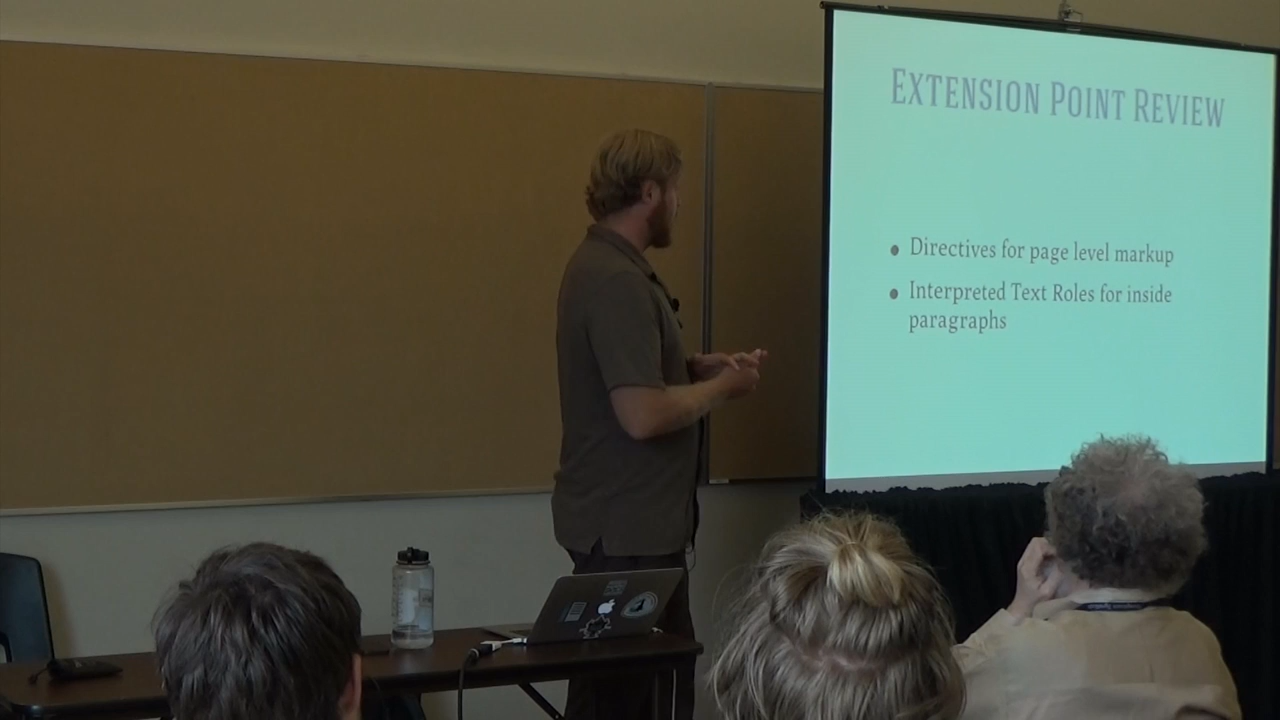 EXTENSION POINT REVIEW
• Directives for page level markup
• Interpreted Text Roles for inside
paragraphs